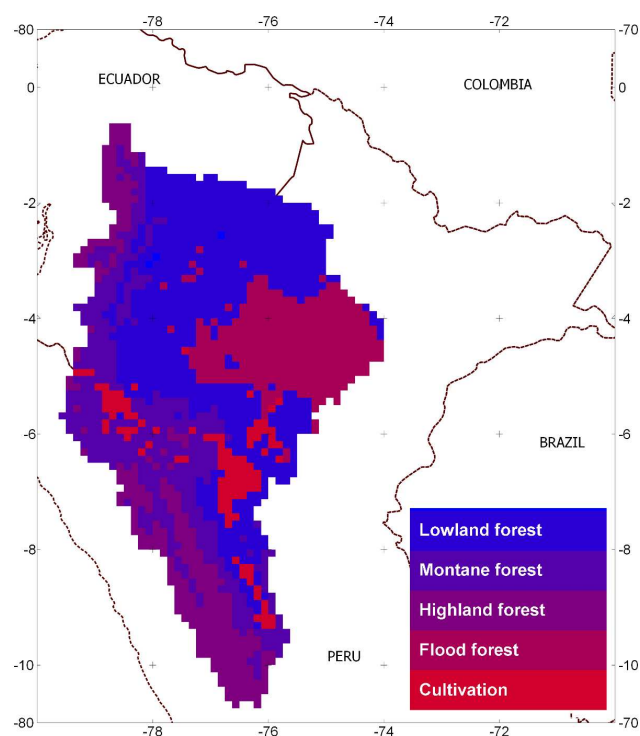 -78 -76 -74 -72
-80 -70
ECUADOR
COLOMBIA
0 0
-2 -2
-4 -4
-6 -6
BRAZIL
Lowland forest
-8 -8
Montane forest
Highland forest
Flood forest
PERU
-10 -10
Cultivation
-80 -70
-78 -76 -74 -72